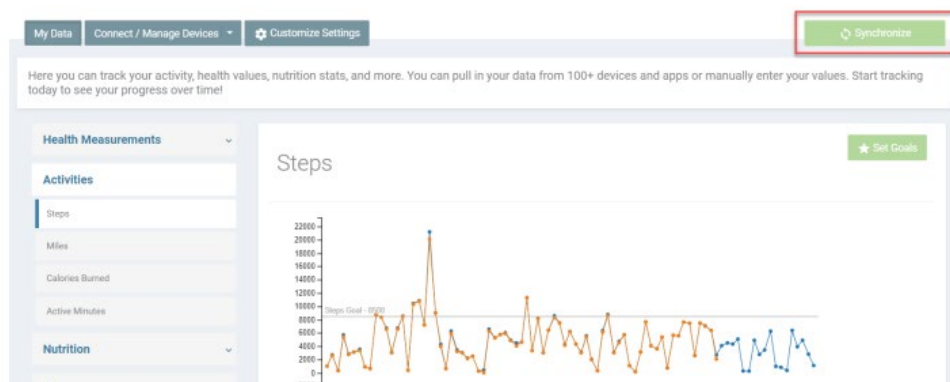 My Data
Connect / Manage Devices
Customize Settings
Synchronize
Here you can track your activity, health values, nutrition stats, and more. You can pull in your data from 100+ devices and apps or manually enter your values. Start tracking
today to see your progress over time!
Health Measurements
Activities
Steps
Miles
Calories Burned
Active Minutes
Nutrition
Steps
Set Goals
22000
20000
18000
16000
14000
12000
10000
Steps Goal - 8500
8000
6000
4000
2000
0